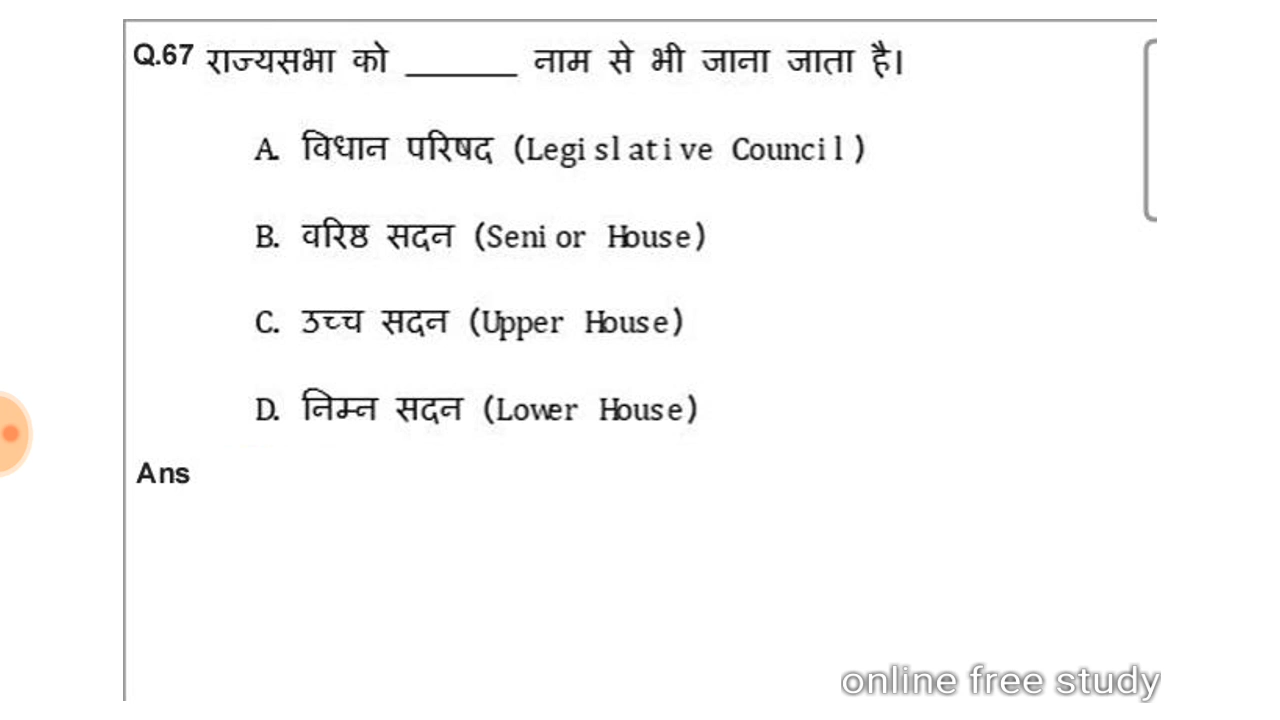 Q.67 राज्यसभा को ______ नाम से भी जाना जाता है।
A. विधान परिषद (Legislative Council)
B. वरिष्ठ सदन (Senior House)
C. उच्च सदन (Upper House)
D. निम्न सदन (Lower House)
Ans
online free study